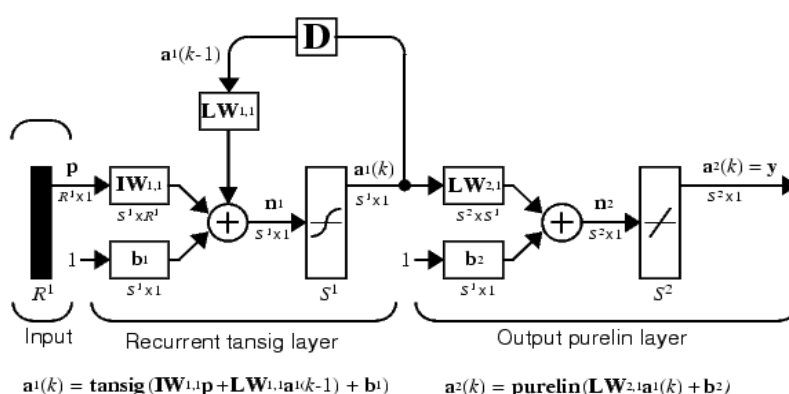 D
a¹(k-1)
LW1,1
p
a¹(k)
a²(k) = y
R¹x1
IW1,1
S¹xR¹
n1
S¹x1
S¹x1
LW2,1
S²xS¹
n2
S²x1
S²x1
1
b1
S¹x1
1
b2
S¹x1
R¹
S¹
S²
Input
Recurrent tansig layer
Output purelin layer
a¹(k) = tansig (IW1,1p+LW1,1a¹(k-1) + b¹)
a²(k) = purelin(LW2,1a¹(k) + b²)